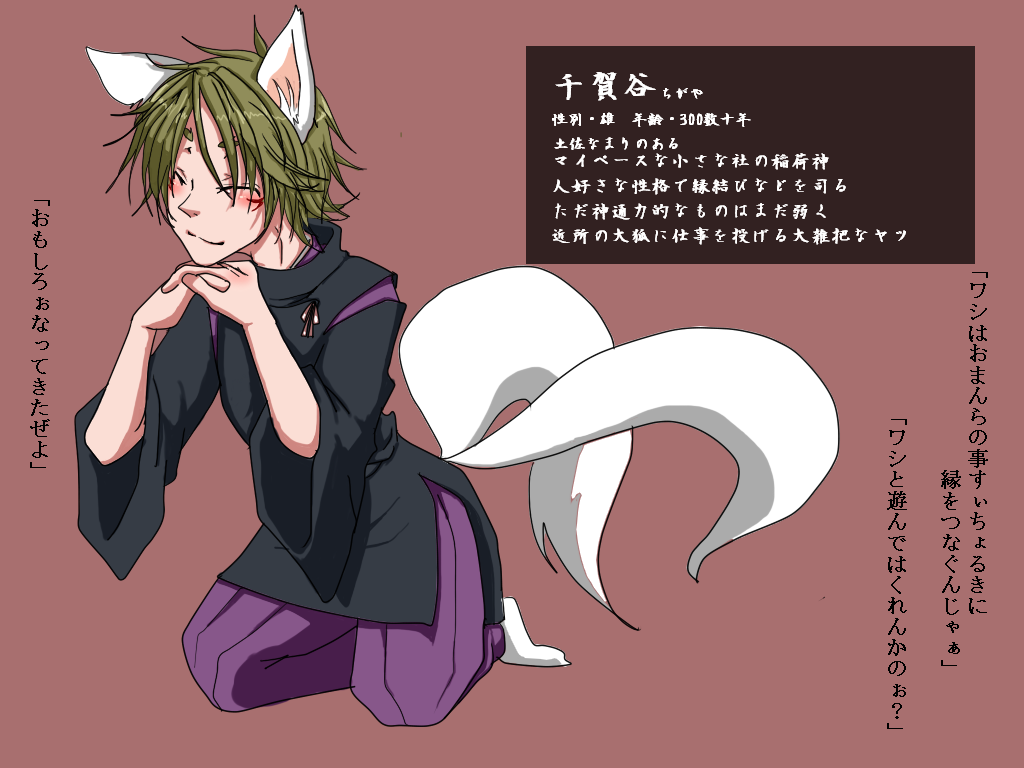 千賀谷ちがや
性別・雄　年齢・300数十年
土佐なまりのある
マイペースな小さな社の稲荷神
人好きな性格で縁結びなどを司る
ただ神通力的なものはまだ弱く
近所の大狐に仕事を投げる大雑把なヤツ
「ワシはおまんらの事すぃちょるきに
縁をつなぐんじゃぁ」
「ワシと遊んではくれんかのぉ？」
「おもしろぉなってきたぜよ」